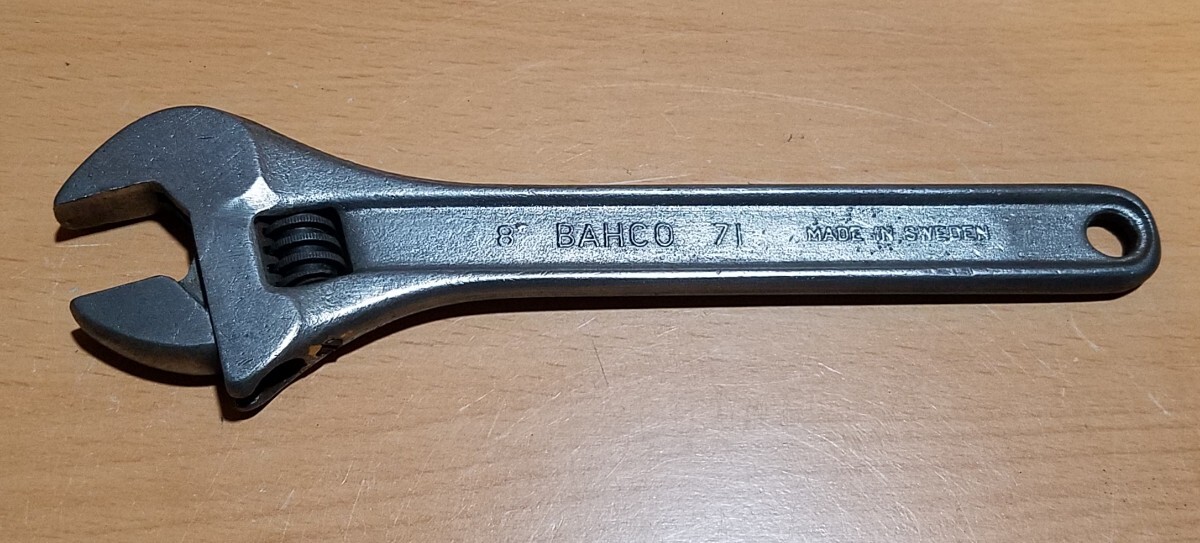 8" BAHCO 71 MADE IN SWEDEN